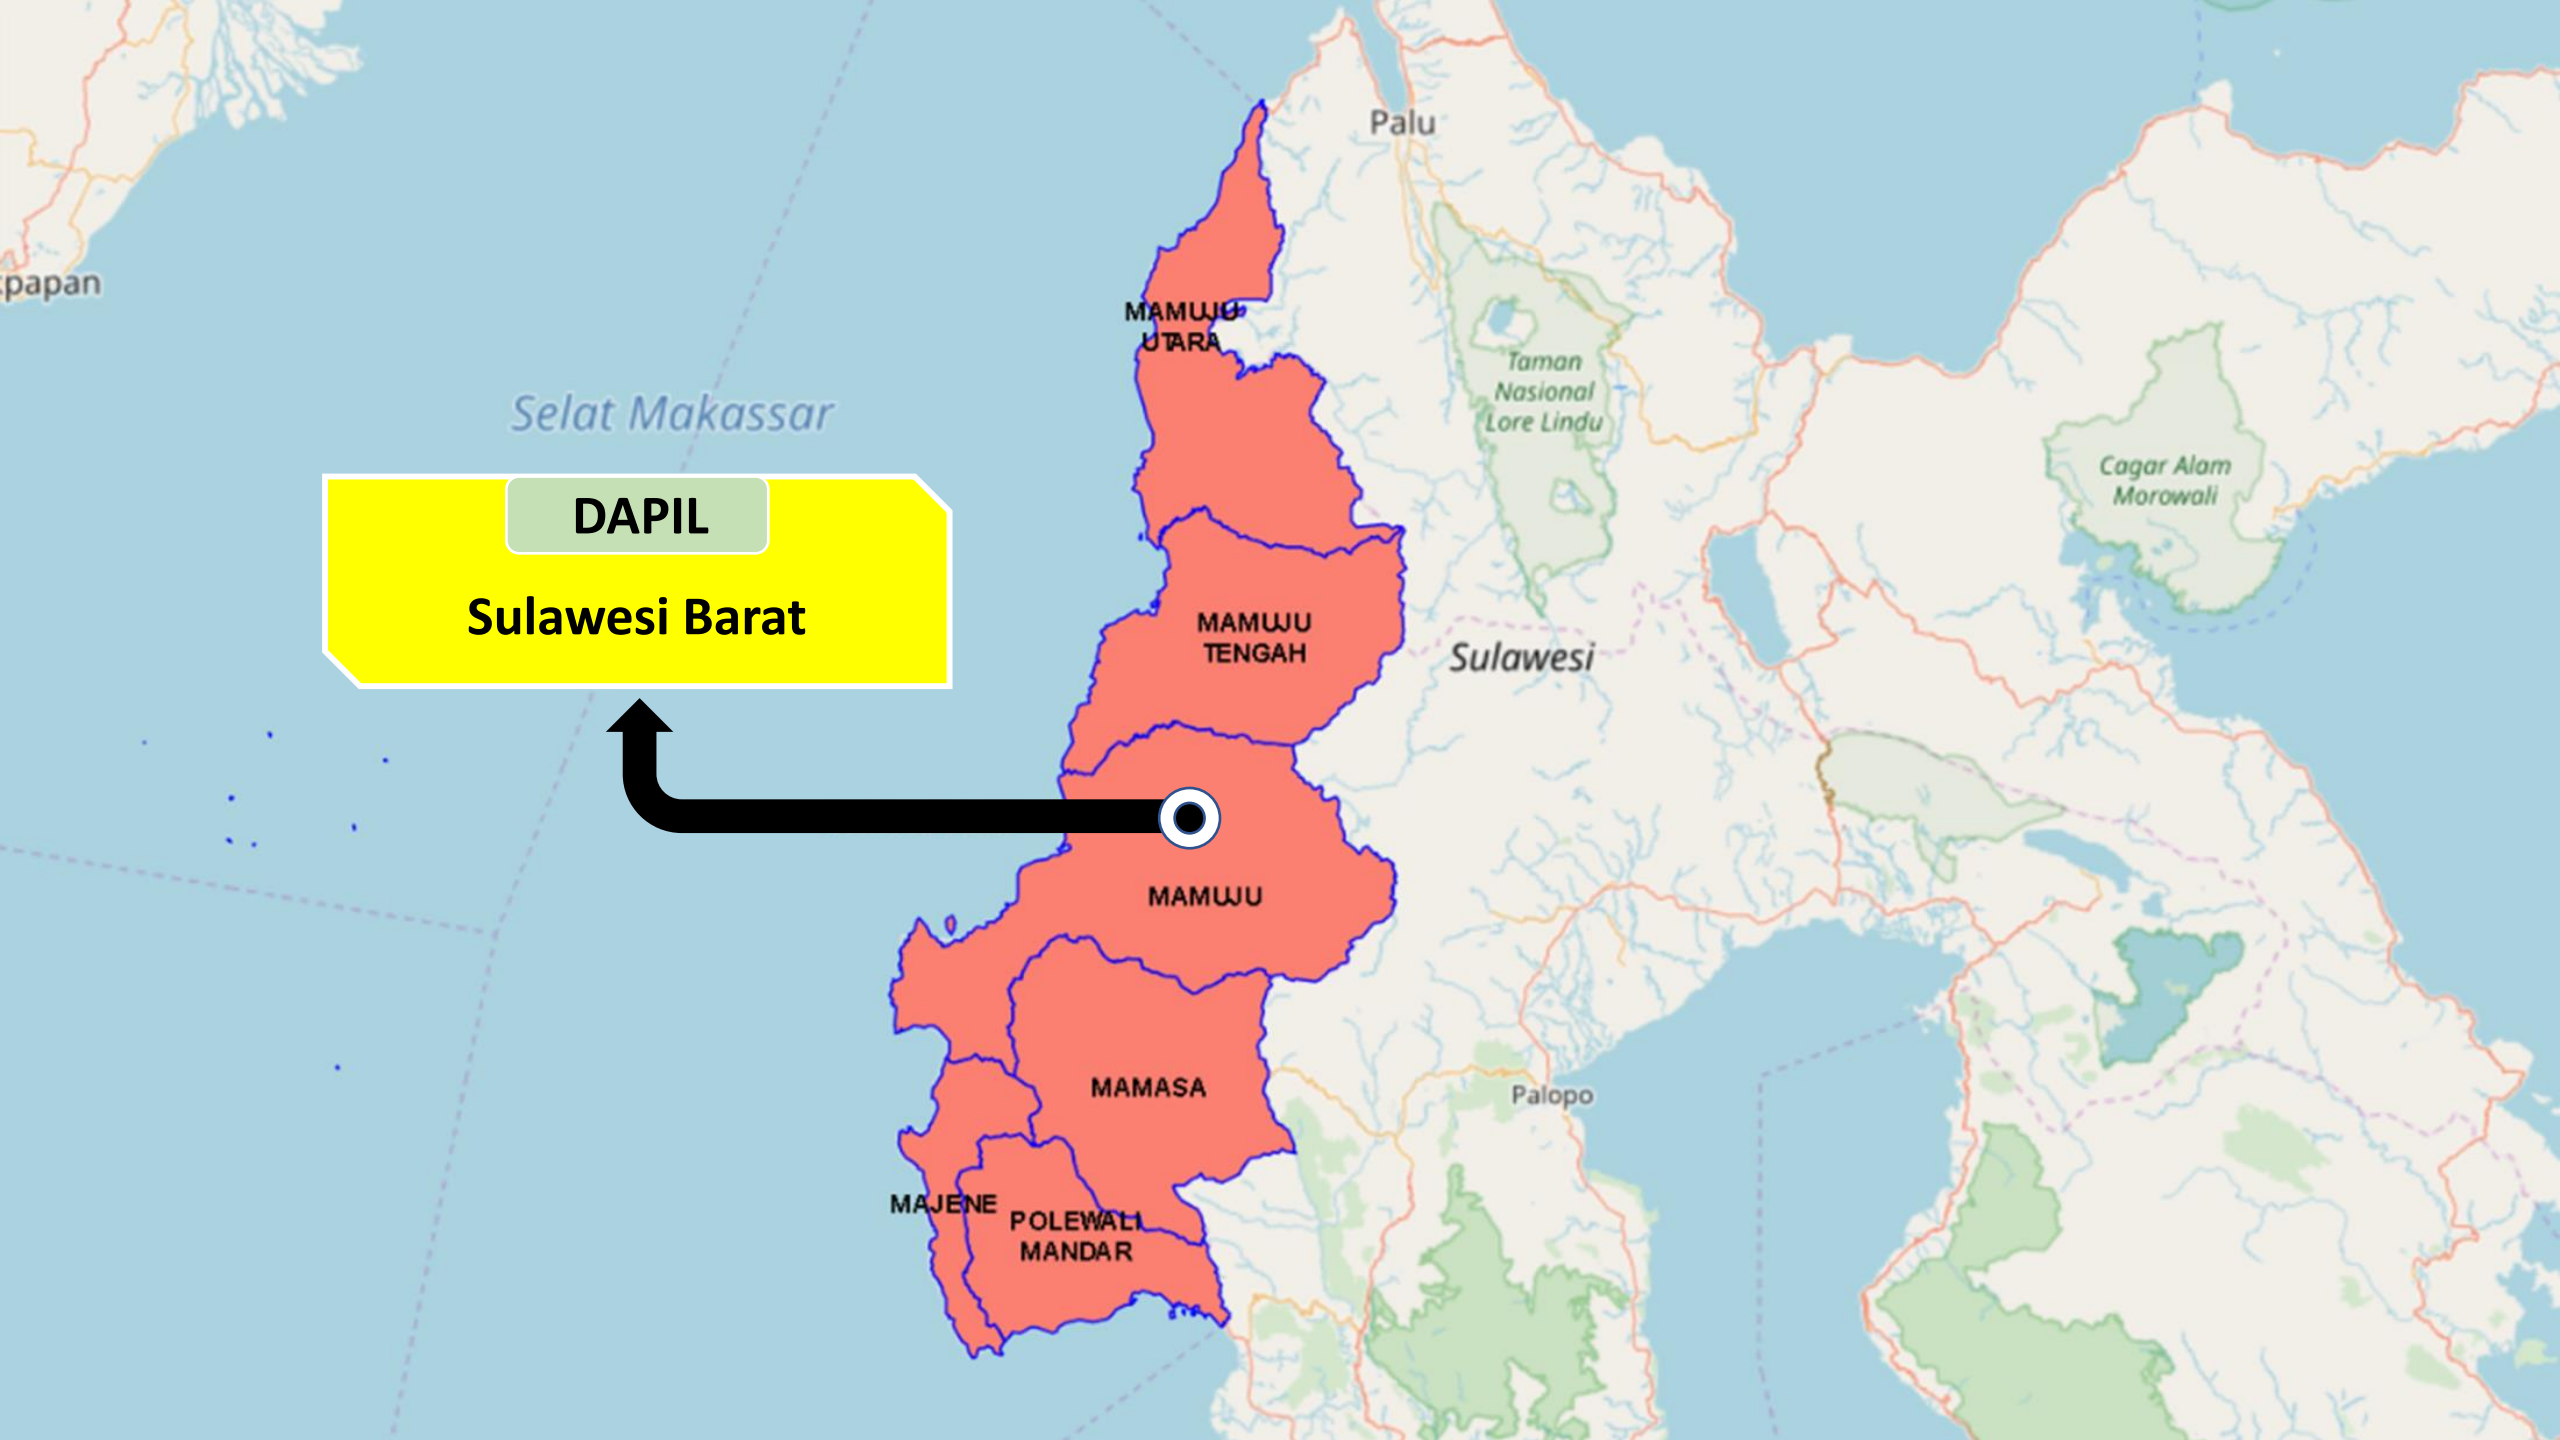 Palu
kpapan
MAMUJU
UTARA
Taman
Nasional
Lore Lindu
Selat Makassar
Cagar Alam
Morowali
DAPIL
Sulawesi Barat
MAMUJU
TENGAH
Sulawesi
MAMUJU
MAMASA
Palopo
MAJENE
POLEWALI
MANDAR